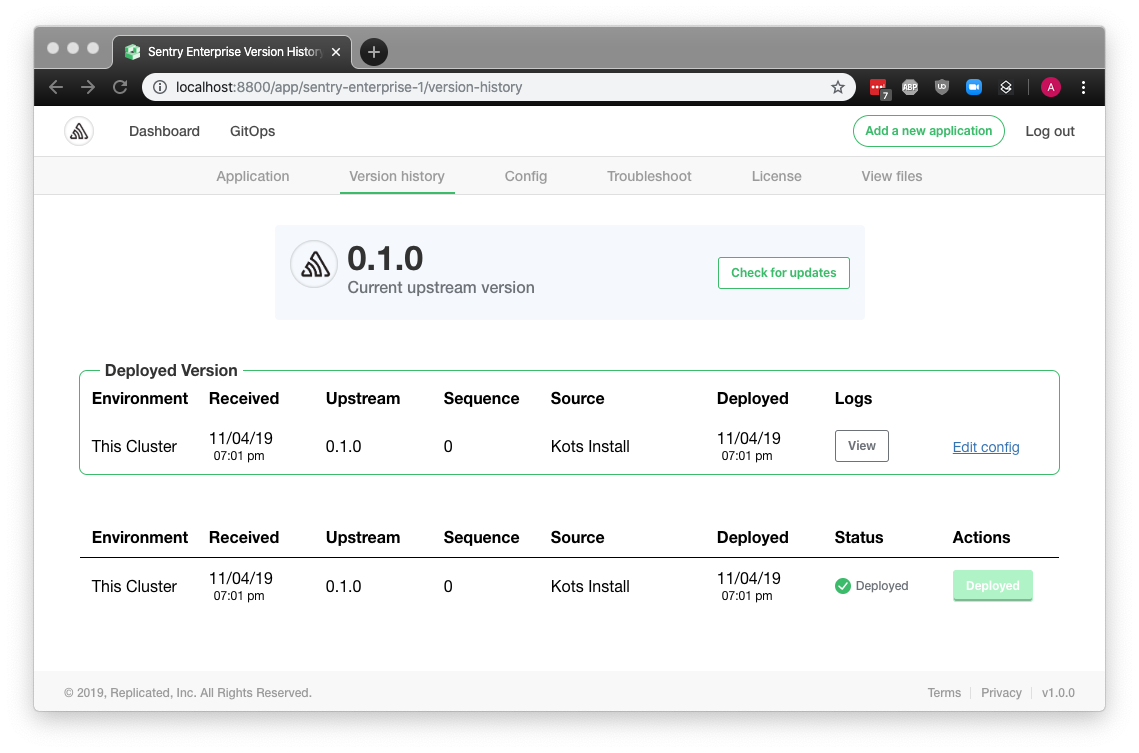 Sentry Enterprise Version History
localhost:8800/app/sentry-enterprise-1/version-history
7
ABP
UD
A
Dashboard
GitOps
Add a new application
Log out
Application
Version history
Config
Troubleshoot
License
View files
0.1.0
Current upstream version
Check for updates
Deployed Version
Environment Received Upstream Sequence Source Deployed Logs
This Cluster 11/04/19 0.1.0 0 Kots Install 11/04/19 View Edit config
07:01 pm 07:01 pm
Environment Received Upstream Sequence Source Deployed Status Actions
This Cluster 11/04/19 0.1.0 0 Kots Install 11/04/19 Deployed Deployed
07:01 pm 07:01 pm
© 2019, Replicated, Inc. All Rights Reserved.
Terms
Privacy
v1.0.0